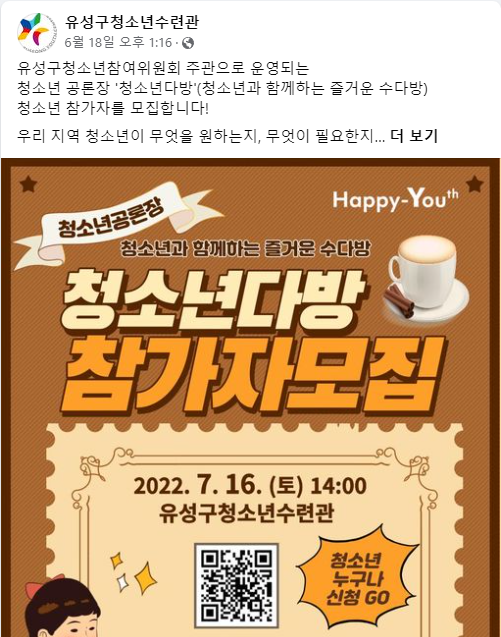 유성구청소년수련관
6월 18일 오후 1:16 ·
유성구청소년참여위원회 주관으로 운영되는
청소년 공론장 '청소년다방'(청소년과 함께하는 즐거운 수다방)
청소년 참가자를 모집합니다!
우리 지역 청소년이 무엇을 원하는지, 무엇이 필요한지... 더 보기
Happy-Youth
청소년공론장
청소년과 함께하는 즐거운 수다방
청소년다방
참가자모집
2022. 7. 16. (토) 14:00
유성구청소년수련관
청소년
누구나
신청 GO